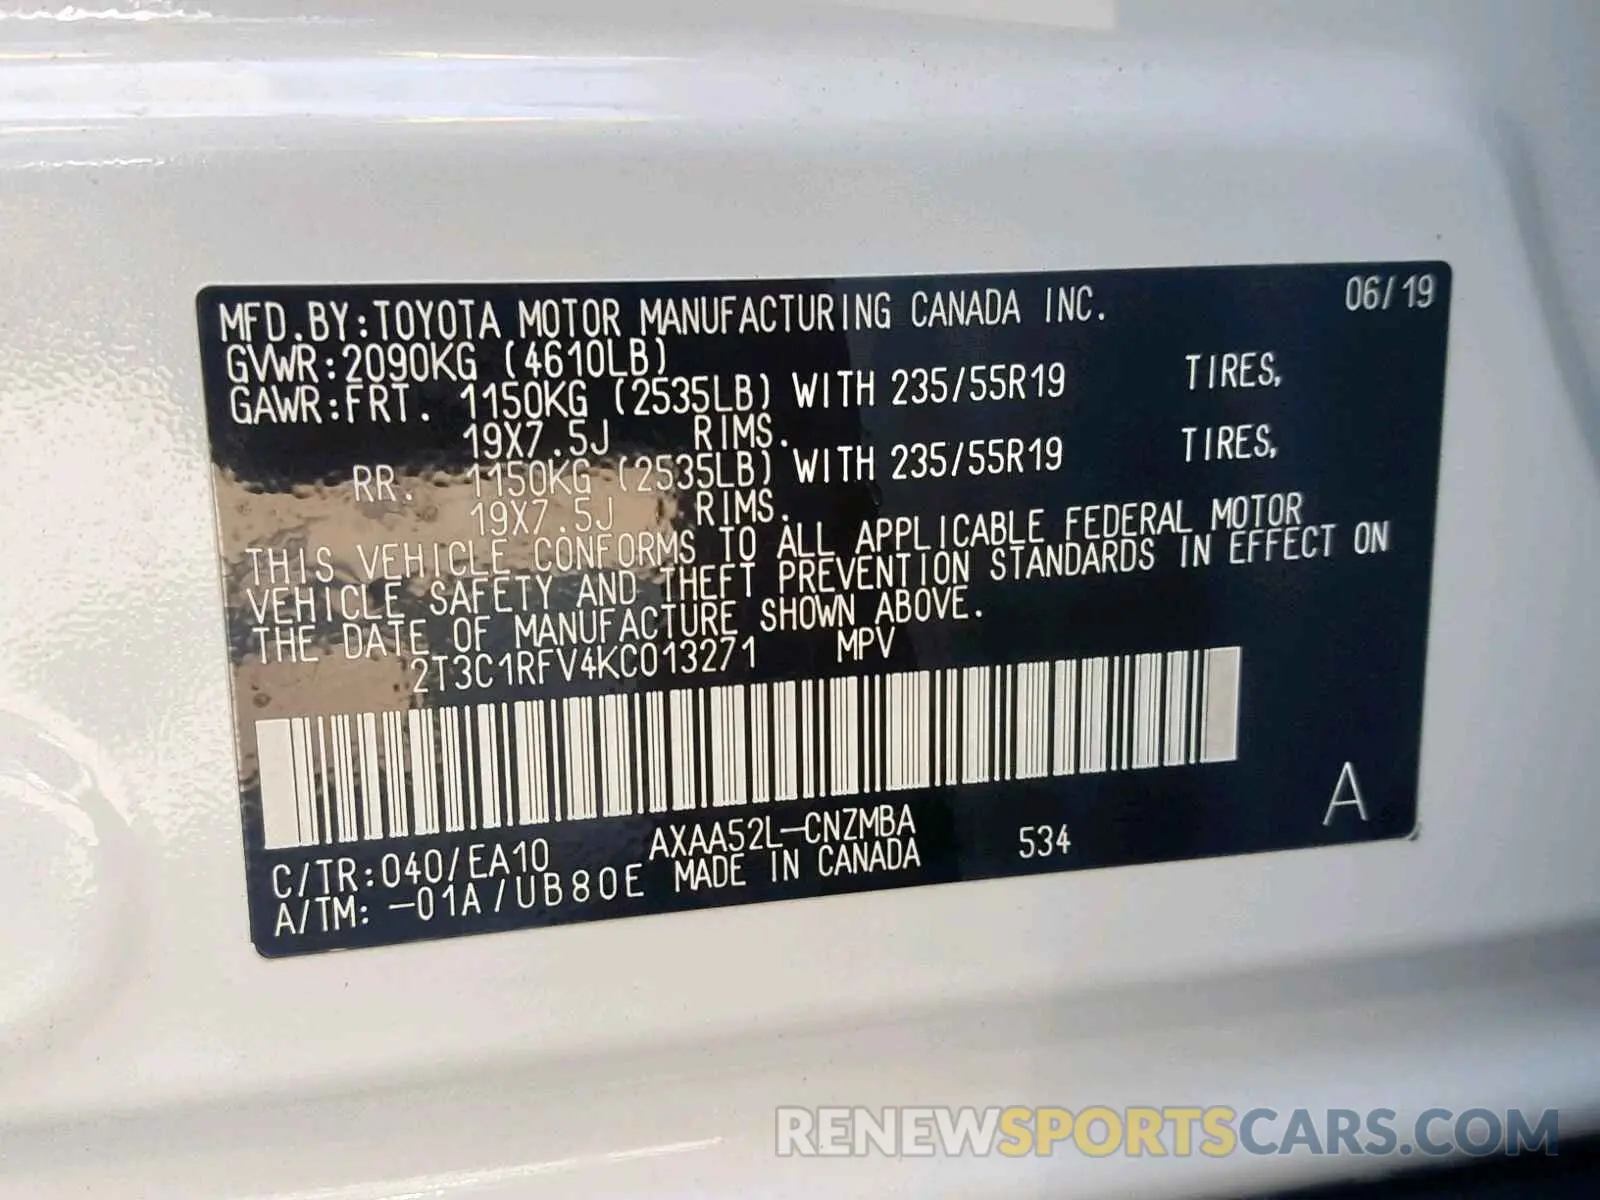 MFD.BY:TOYOTA MOTOR MANUFACTURING CANADA INC. 06/19
GVWR:2090KG (4610LB)
GAWR:FRT. 1150KG (2535LB) WITH 235/55R19 TIRES,
19X7.5J RIMS.
RR. 1150KG (2535LB) WITH 235/55R19 TIRES,
19X7.5J RIMS.
THIS VEHICLE CONFORMS TO ALL APPLICABLE FEDERAL MOTOR
VEHICLE SAFETY AND THEFT PREVENTION STANDARDS IN EFFECT ON
THE DATE OF MANUFACTURE SHOWN ABOVE.
2T3C1RFV4KC013271 MPV
A
C/TR:040/EA10 AXAA52L-CNZMBA 534
A/TM: -01A/UB80E MADE IN CANADA
RENEWSPORTSCARS.COM